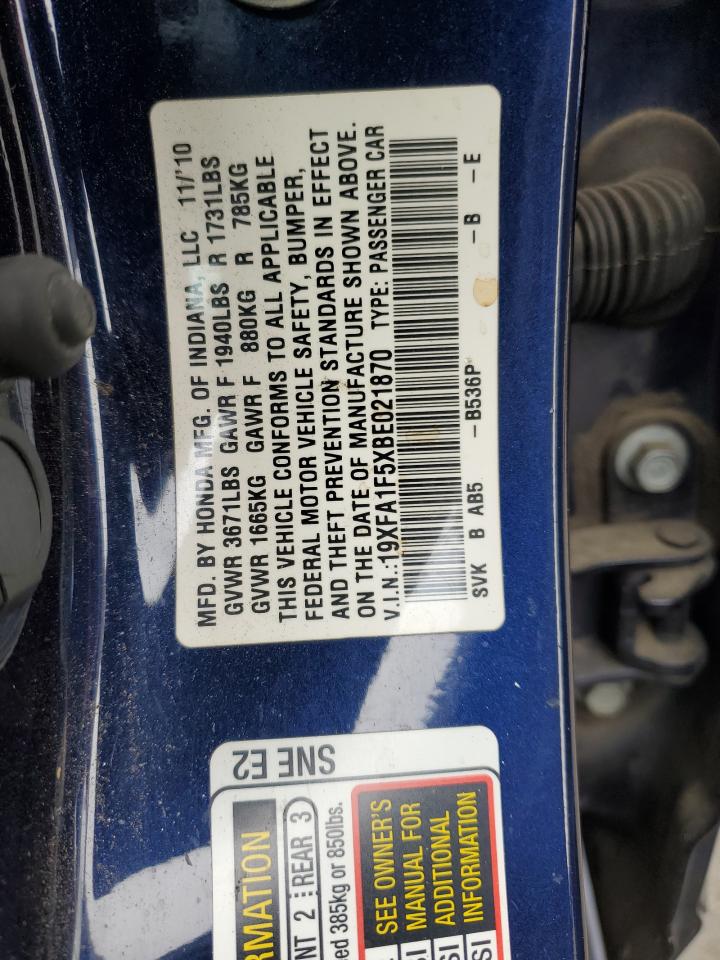 MFD. BY HONDA MFG. OF INDIANA, LLC 11/'10
GVWR 3671LBS GAWR F 1940LBS R 1731LBS
GVWR 1665KG GAWR F 880KG R 785KG
THIS VEHICLE CONFORMS TO ALL APPLICABLE
FEDERAL MOTOR VEHICLE SAFETY, BUMPER,
AND THEFT PREVENTION STANDARDS IN EFFECT
ON THE DATE OF MANUFACTURE SHOWN ABOVE.
V.I.N.:19XFA1F5XBE021870 TYPE: PASSENGER CAR
SVK B AB5 -B536P -B -E
SNE E2
REAR 3
385kg or 850lbs.
SEE OWNER'S
MANUAL FOR
ADDITIONAL
INFORMATION